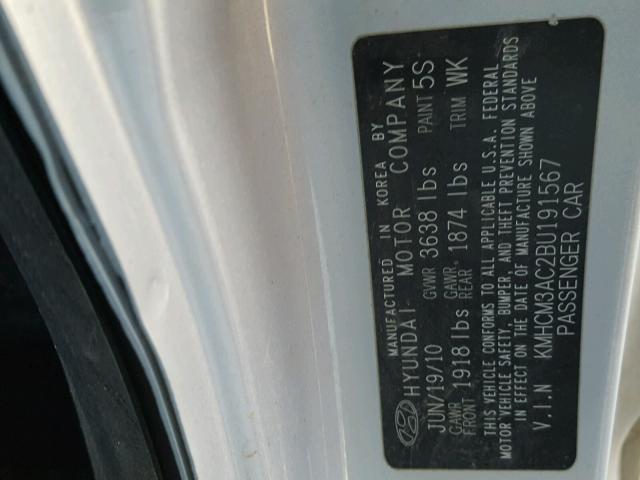 MANUFACTURED IN KOREA BY
HYUNDAI MOTOR COMPANY
JUN/19/10 GVWR 3638 lbs PAINT 5S
GAWR FRONT 1918 lbs GAWR REAR 1874 lbs TRIM WK
THIS VEHICLE CONFORMS TO ALL APPLICABLE U.S.A. FEDERAL
MOTOR VEHICLE SAFETY, BUMPER, AND THEFT PREVENTION STANDARDS
IN EFFECT ON THE DATE OF MANUFACTURE SHOWN ABOVE
V.I.N KMHCM3AC2BU191567
PASSENGER CAR